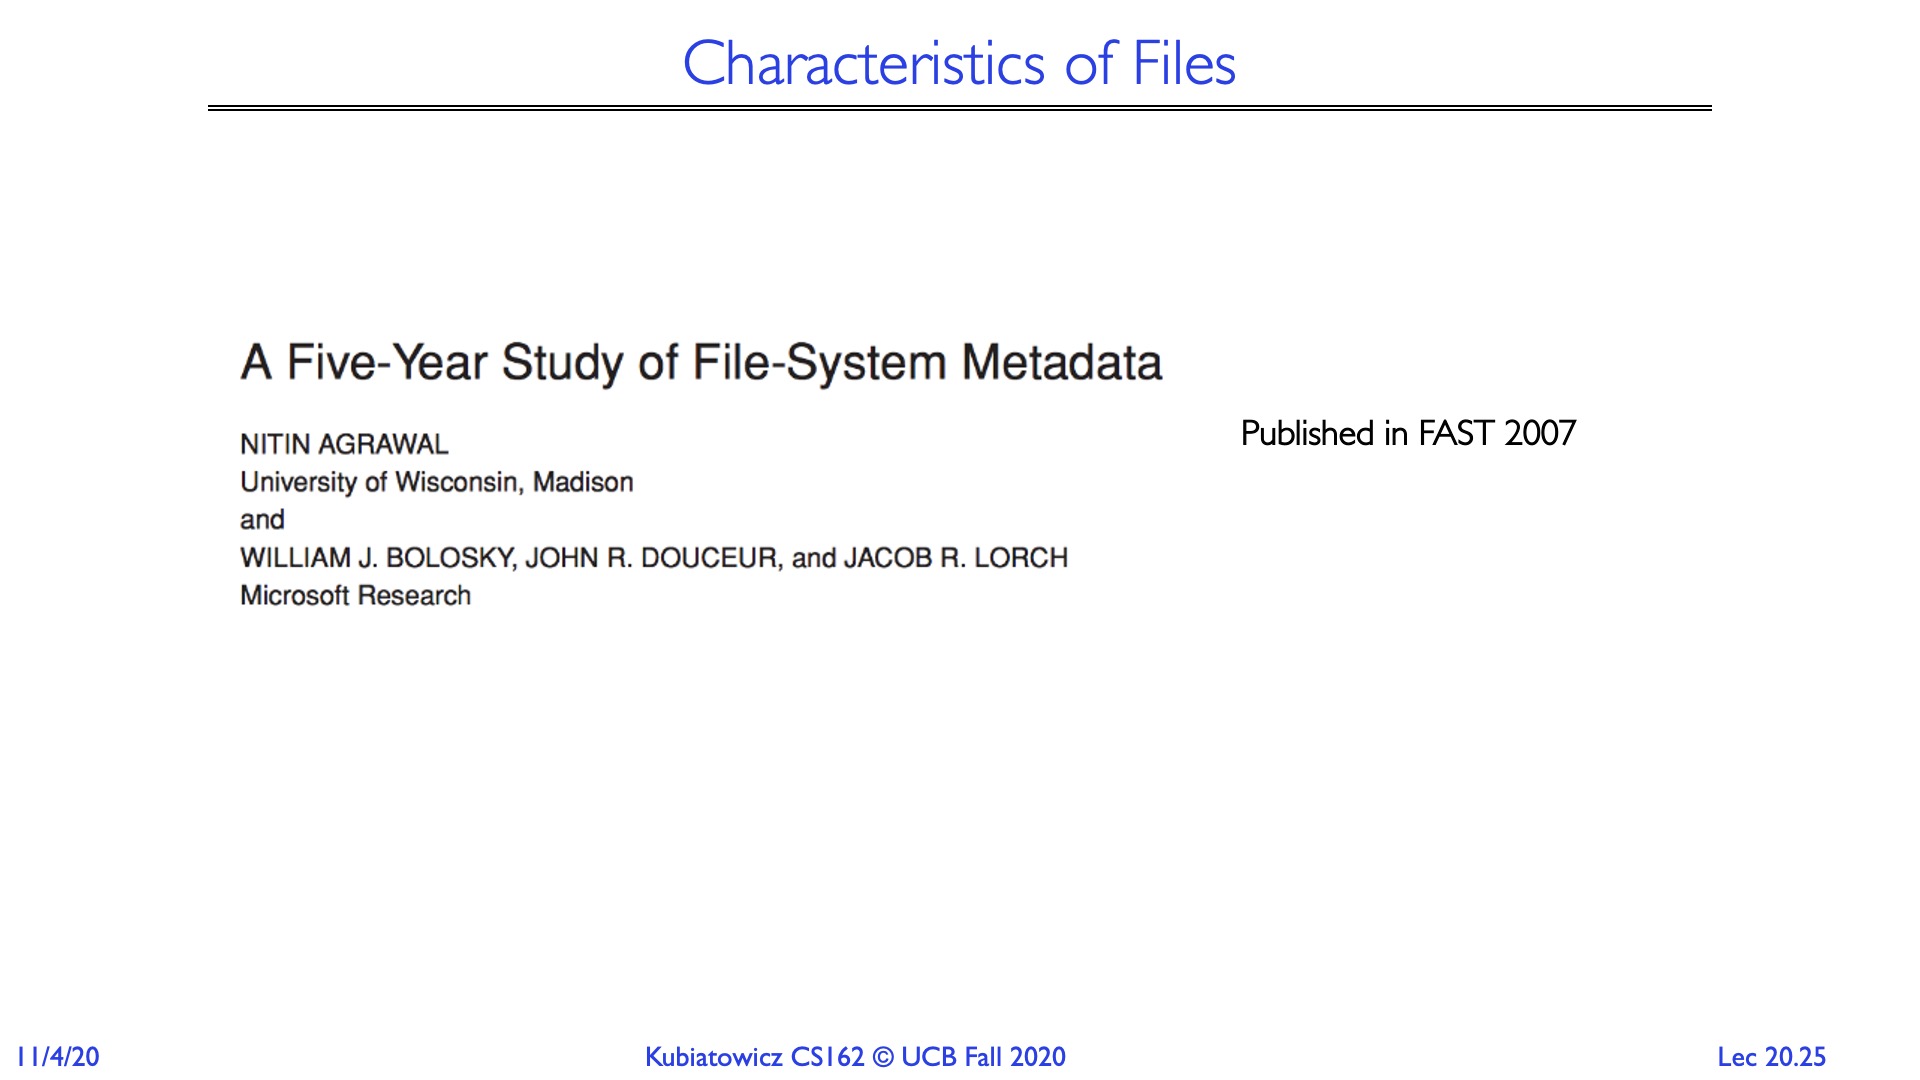 Characteristics of Files
A Five-Year Study of File-System Metadata
Published in FAST 2007
NITIN AGRAWAL
University of Wisconsin, Madison
and
WILLIAM J. BOLOSKY, JOHN R. DOUCEUR, and JACOB R. LORCH
Microsoft Research
11/4/20
Kubiatowicz CS162 © UCB Fall 2020
Lec 20.25